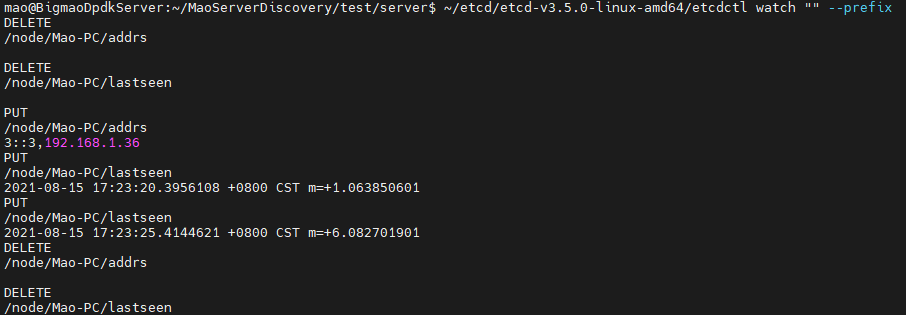 mao@BigmaoDpdkServer:~/MaoServerDiscovery/test/server$ ~/etcd/etcd-v3.5.0-linux-amd64/etcdctl watch "" --prefix
DELETE
/node/Mao-PC/addrs
DELETE
/node/Mao-PC/lastseen
PUT
/node/Mao-PC/addrs
3::3,192.168.1.36
PUT
/node/Mao-PC/lastseen
2021-08-15 17:23:20.3956108 +0800 CST m=+1.063850601
PUT
/node/Mao-PC/lastseen
2021-08-15 17:23:25.4144621 +0800 CST m=+6.082701901
DELETE
/node/Mao-PC/addrs
DELETE
/node/Mao-PC/lastseen